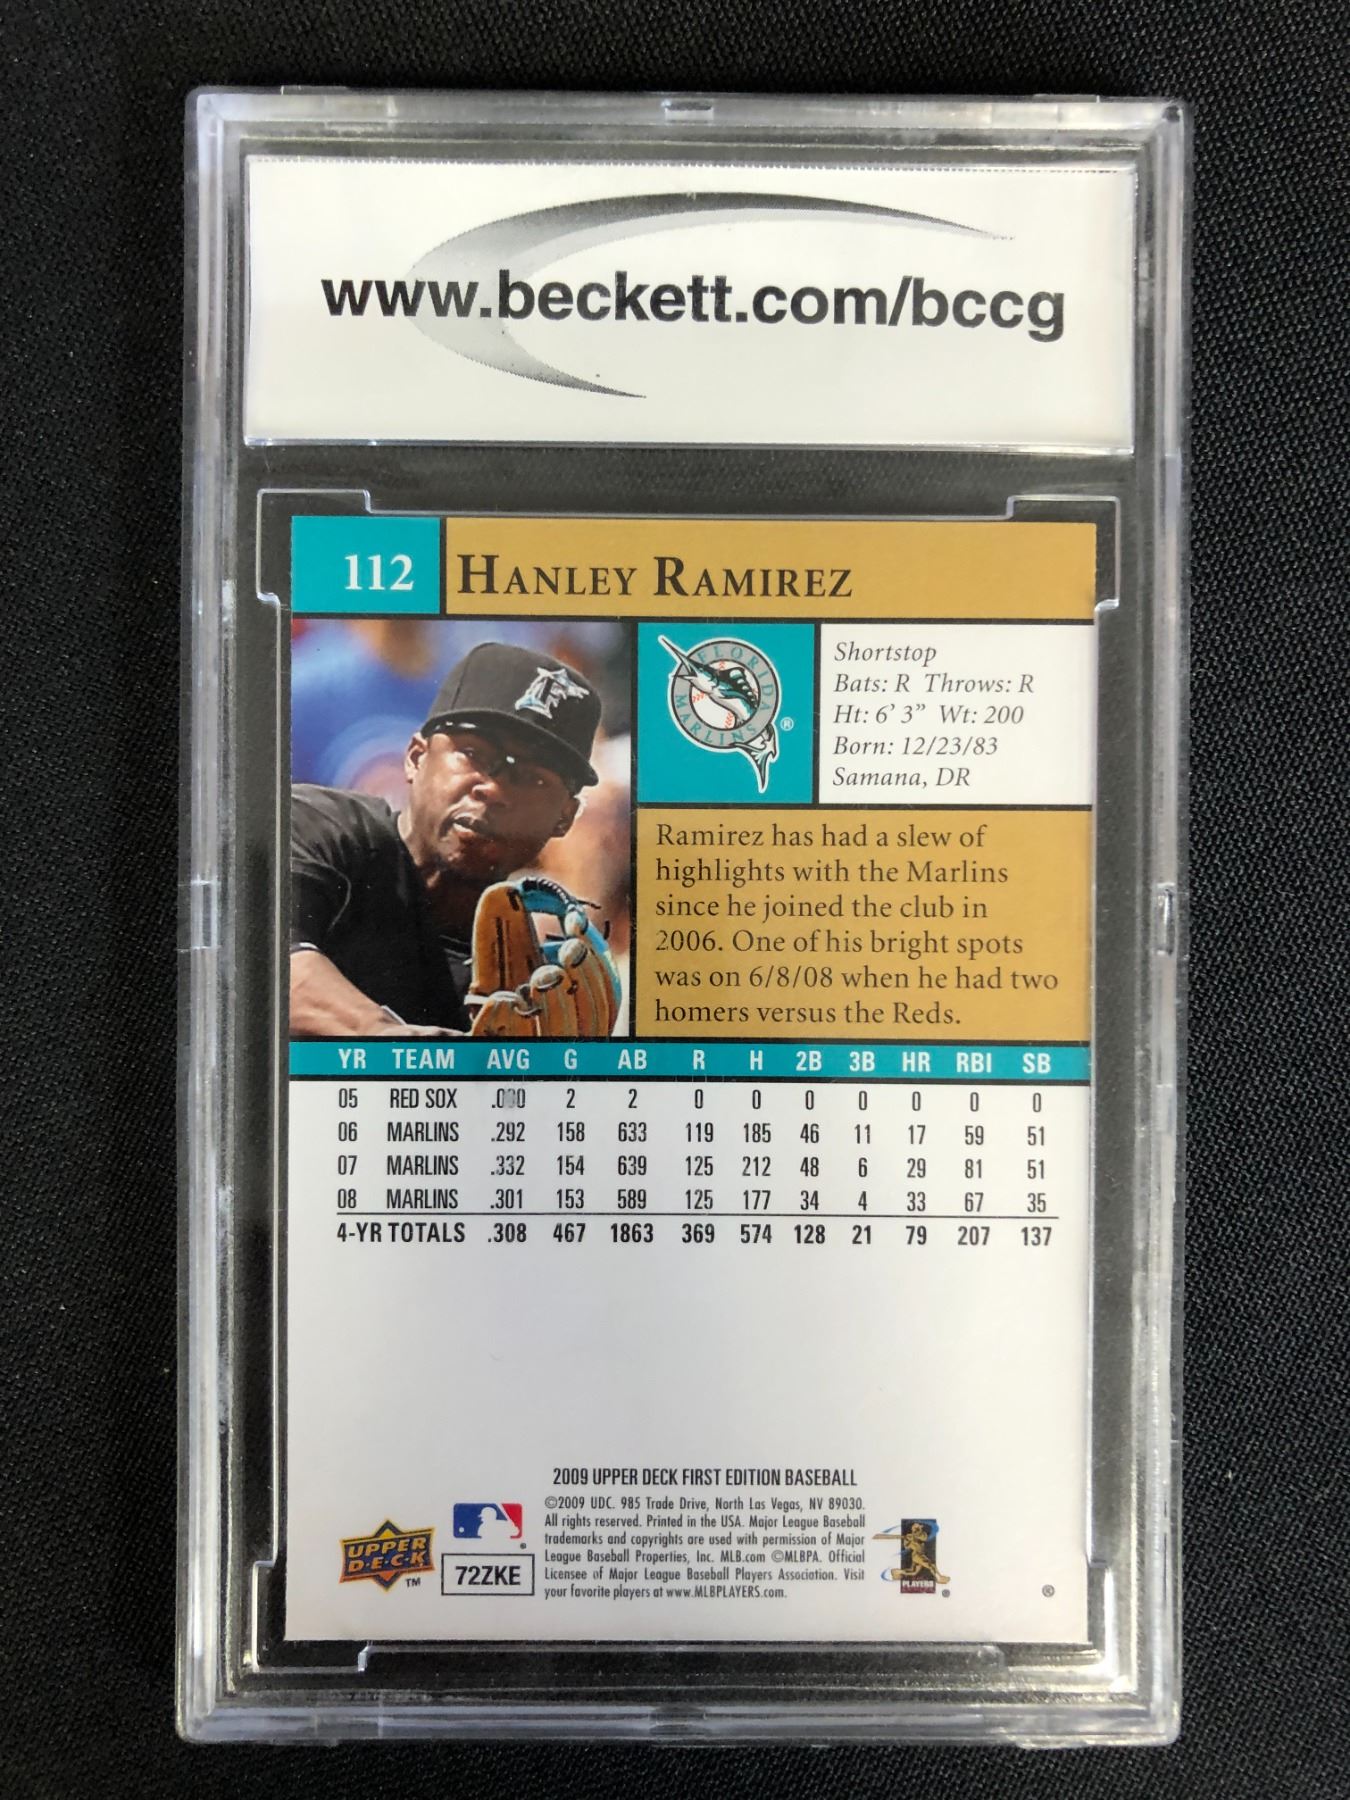 www.beckett.com/bccg
112 HANLEY RAMIREZ
FLORIDA MARLINS ®
Shortstop
Bats: R Throws: R
Ht: 6' 3" Wt: 200
Born: 12/23/83
Samana, DR
Ramirez has had a slew of
highlights with the Marlins
since he joined the club in
2006. One of his bright spots
was on 6/8/08 when he had two
homers versus the Reds.
YR TEAM AVG G AB R H 2B 3B HR RBI SB
05 RED SOX .000 2 2 0 0 0 0 0 0 0
06 MARLINS .292 158 633 119 185 46 11 17 59 51
07 MARLINS .332 154 639 125 212 48 6 29 81 51
08 MARLINS .301 153 589 125 177 34 4 33 67 35
4-YR TOTALS .308 467 1863 369 574 128 21 79 207 137
2009 UPPER DECK FIRST EDITION BASEBALL
©2009 UDC. 985 Trade Drive, North Las Vegas, NV 89030.
All rights reserved. Printed in the USA. Major League Baseball
trademarks and copyrights are used with permission of Major
League Baseball Properties, Inc. MLB.com ©MLBPA. Official
Licensee of Major League Baseball Players Association. Visit
your favorite players at www.MLBPLAYERS.com.
UPPER
D·E·C·K
TM
72ZKE
PLAYERS
®